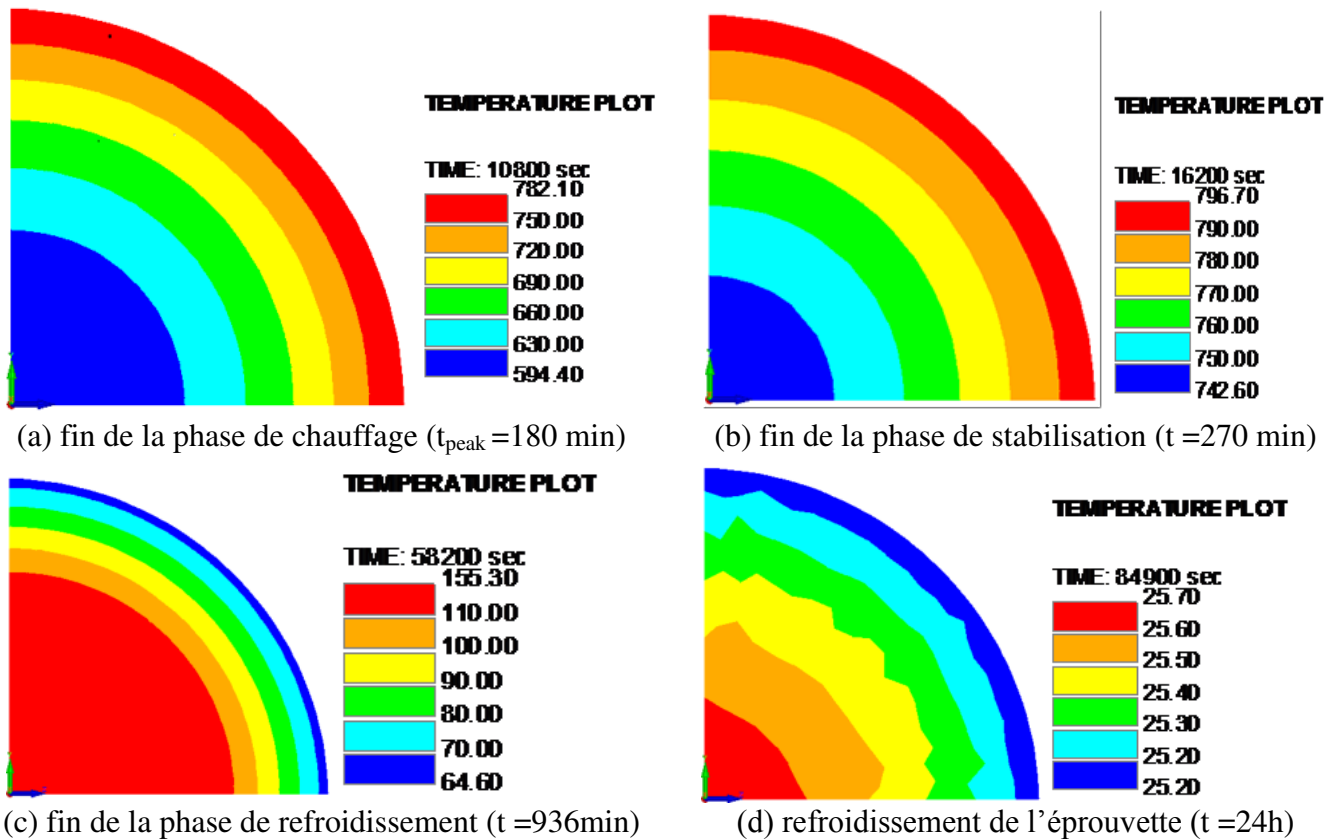 TEMPERATURE PLOT
TIME: 10800 sec
782.10
750.00
720.00
690.00
660.00
630.00
594.40
(a) fin de la phase de chauffage (tpeak =180 min)
TEMPERATURE PLOT
TIME: 16200 sec
796.70
790.00
780.00
770.00
760.00
750.00
742.60
(b) fin de la phase de stabilisation (t =270 min)
TEMPERATURE PLOT
TIME: 58200 sec
155.30
110.00
100.00
90.00
80.00
70.00
64.60
(c) fin de la phase de refroidissement (t =936min)
TEMPERATURE PLOT
TIME: 84900 sec
25.70
25.60
25.50
25.40
25.30
25.20
25.20
(d) refroidissement de l'éprouvette (t =24h)